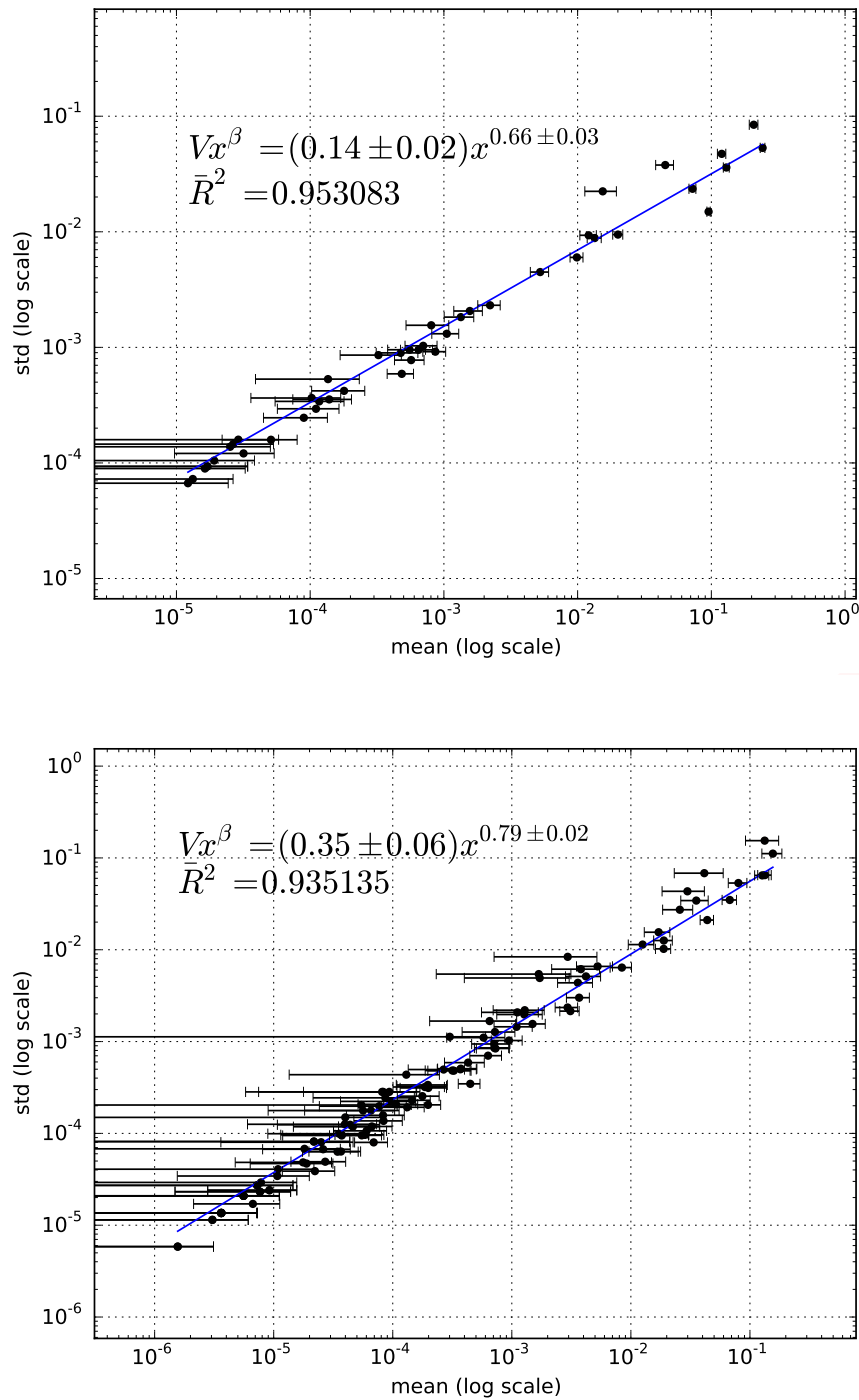 10^-1
Vx^β =(0.14±0.02)x^0.66±0.03
R̄^2 =0.953083
10^-2
std (log scale)
10^-3
10^-4
10^-5
10^-5 10^-4 10^-3 10^-2 10^-1 10^0
mean (log scale)
10^0
Vx^β =(0.35±0.06)x^0.79±0.02
10^-1
R̄^2 =0.935135
10^-2
std (log scale)
10^-3
10^-4
10^-5
10^-6
10^-6 10^-5 10^-4 10^-3 10^-2 10^-1
mean (log scale)